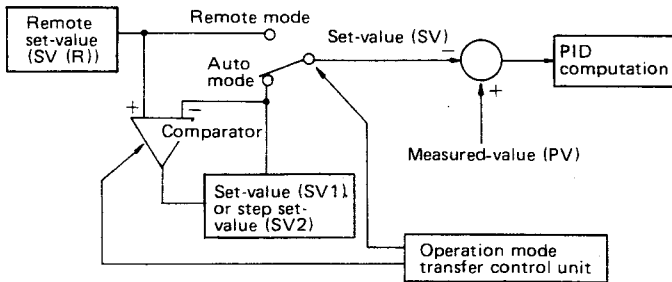 Remote
set-value
(SV (R))
Remote mode
Set-value (SV)
−
PID
computation
Auto
mode
+
+
−
Comparator
Measured-value (PV)
Set-value (SV1)
or step set-
value (SV2)
Operation mode
transfer control unit